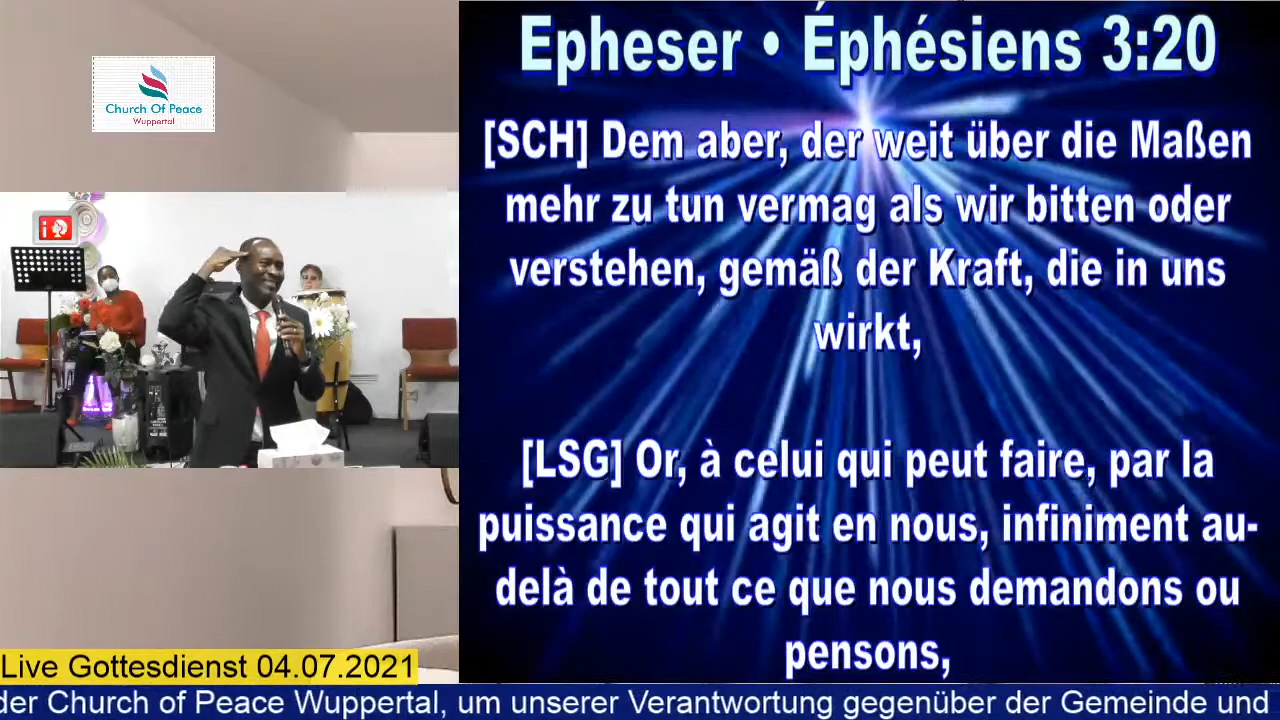 Church Of Peace
Wuppertal
Epheser • Éphésiens 3:20
[SCH] Dem aber, der weit über die Maßen
mehr zu tun vermag als wir bitten oder
verstehen, gemäß der Kraft, die in uns
wirkt,
[LSG] Or, à celui qui peut faire, par la
puissance qui agit en nous, infiniment au-
delà de tout ce que nous demandons ou
pensons,
Live Gottesdienst 04.07.2021
der Church of Peace Wuppertal, um unserer Verantwortung gegenüber der Gemeinde und